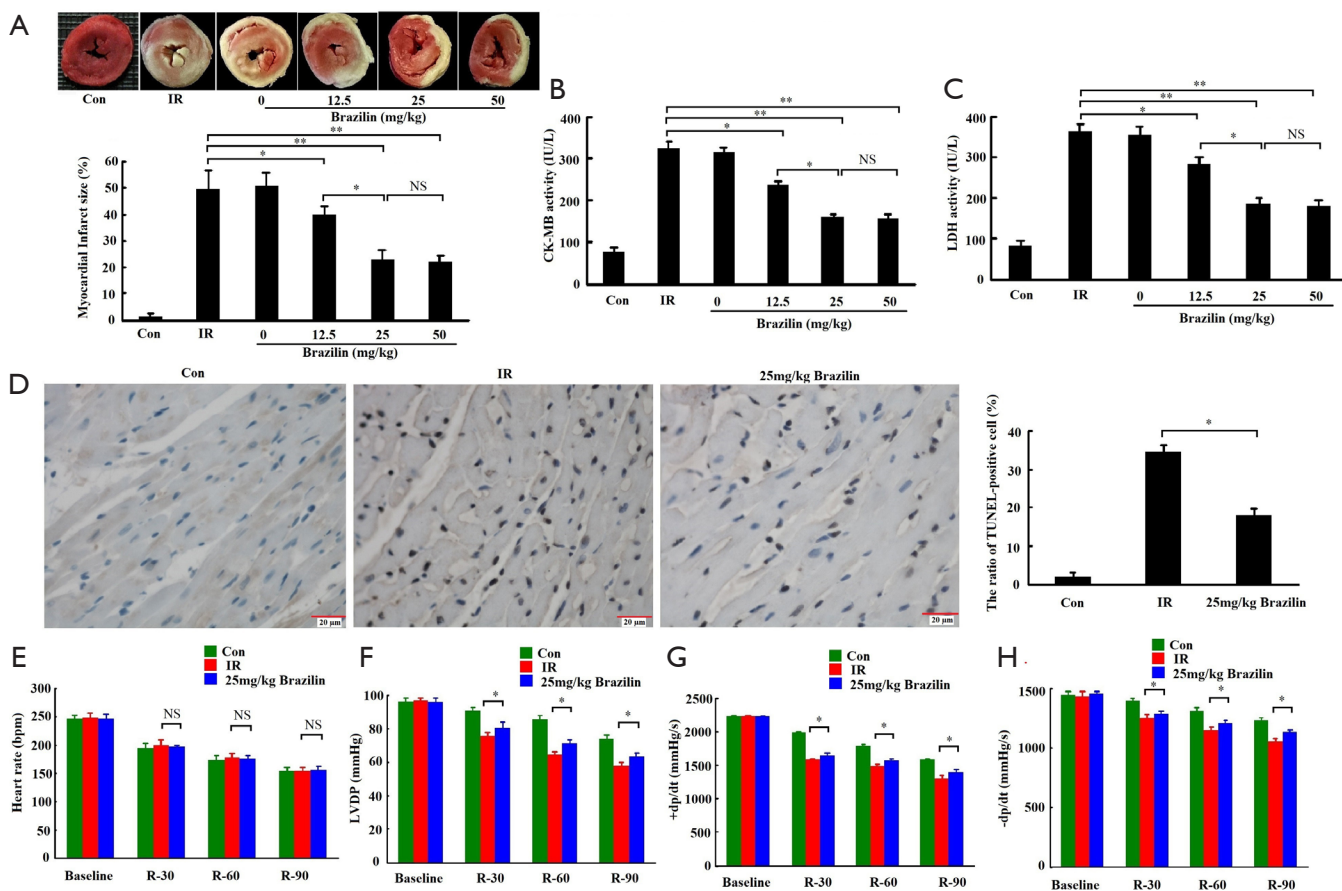 A
Con IR 0 12.5 25 50
Brazilin (mg/kg)
Myocardial Infarct size (%)
60
50
40
30
20
10
0
** ** * * NS
Con IR 0 12.5 25 50
Brazilin (mg/kg)
B
CK-MB activity (IU/L)
400
300
200
100
0
** ** * * NS
Con IR 0 12.5 25 50
Brazilin (mg/kg)
C
LDH activity (IU/L)
400
300
200
100
0
** ** * * NS
Con IR 0 12.5 25 50
Brazilin (mg/kg)
D
Con IR 25mg/kg Brazilin
20 µm 20 µm 20 µm
The ratio of TUNEL-positive cell (%)
40
30
20
10
0
*
Con IR 25mg/kg Brazilin
E
Con
IR
25mg/kg Brazilin
Heart rate (bpm)
300
250
200
150
100
50
0
NS NS NS
Baseline R-30 R-60 R-90
F
Con
IR
25mg/kg Brazilin
LVDP (mmHg)
100
80
60
40
20
0
* * *
Baseline R-30 R-60 R-90
G
Con
IR
25mg/kg Brazilin
+dp/dt (mmHg/s)
2500
2000
1500
1000
500
0
* * *
Baseline R-30 R-60 R-90
H
Con
IR
25mg/kg Brazilin
-dp/dt (mmHg/s)
1500
1000
500
0
* * *
Baseline R-30 R-60 R-90